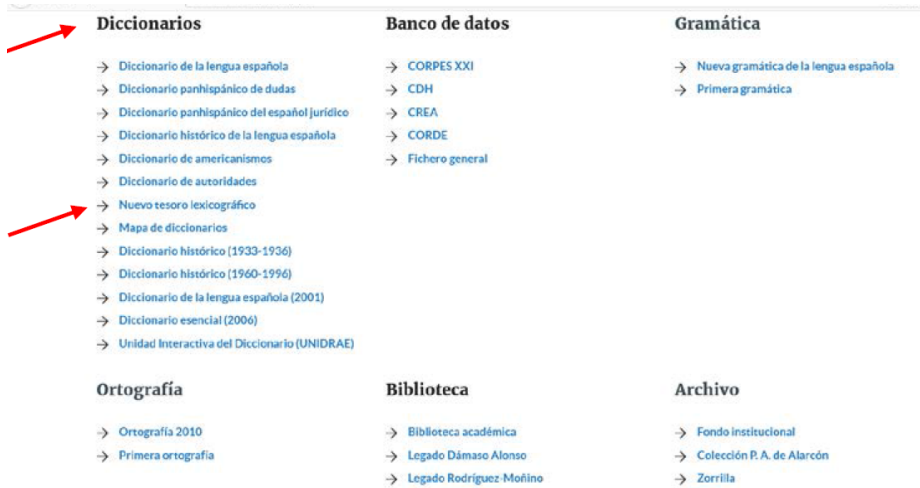 Diccionarios
Diccionario de la lengua española
Diccionario panhispánico de dudas
Diccionario panhispánico del español jurídico
Diccionario histórico de la lengua española
Diccionario de americanismos
Diccionario de autoridades
Nuevo tesoro lexicográfico
Mapa de diccionarios
Diccionario histórico (1933-1936)
Diccionario histórico (1960-1996)
Diccionario de la lengua española (2001)
Diccionario esencial (2006)
Unidad Interactiva del Diccionario (UNIDRAE)
Banco de datos
CORPES XXI
CDH
CREA
CORDE
Fichero general
Gramática
Nueva gramática de la lengua española
Primera gramática
Ortografía
Ortografía 2010
Primera ortografía
Biblioteca
Biblioteca académica
Legado Dámaso Alonso
Legado Rodríguez-Moñino
Archivo
Fondo institucional
Colección P. A. de Alarcón
Zorrilla